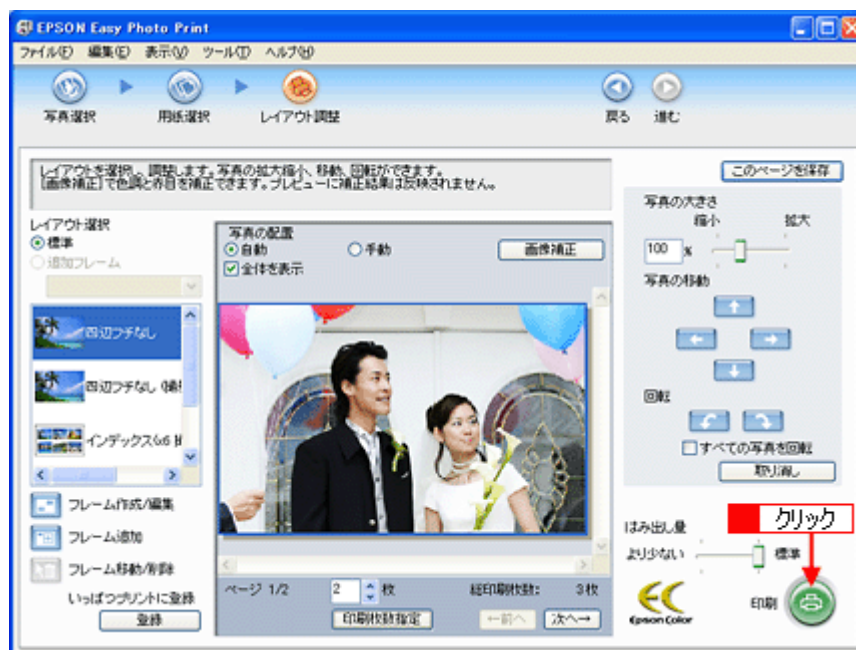 EPSON Easy Photo Print
ファイル(F) 編集(E) 表示(V) ツール(T) ヘルプ(H)
写真選択 用紙選択 レイアウト調整 戻る 進む
レイアウトを選択し、調整します。写真の拡大縮小、移動、回転ができます。
[画像補正]で色調と赤目を補正できます。プレビューに補正結果は反映されません。
このページを保存
レイアウト選択
標準
追加フレーム
四辺フチなし
四辺フチなし
インデックス
フレーム作成/編集
フレーム追加
フレーム移動/削除
いっぱつプリントに登録
登録
写真の配置
自動 手動 画像補正
全体を表示
ページ 1/2 2 枚 総印刷枚数: 3枚
印刷枚数指定 ←前へ 次へ→
写真の大きさ
縮小 拡大
100 %
写真の移動
回転
すべての写真を回転
取り消し
クリック
はみ出し量
より少ない 標準
Epson Color
印刷